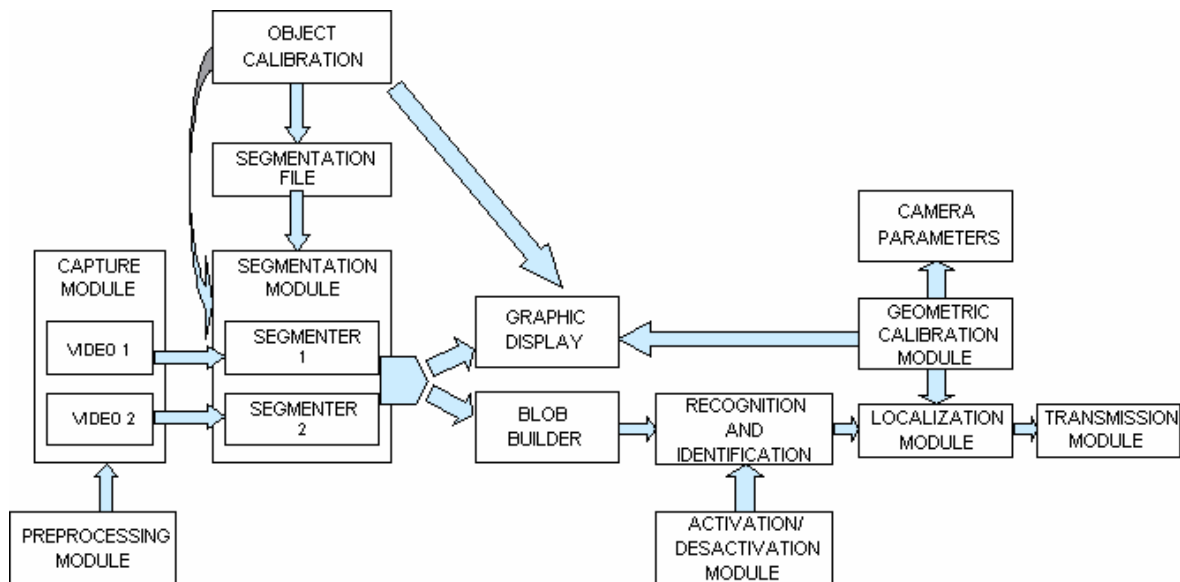 OBJECT
CALIBRATION
SEGMENTATION
FILE
CAMERA
PARAMETERS
CAPTURE
MODULE
VIDEO 1
VIDEO 2
SEGMENTATION
MODULE
SEGMENTER
1
SEGMENTER
2
GRAPHIC
DISPLAY
GEOMETRIC
CALIBRATION
MODULE
BLOB
BUILDER
RECOGNITION
AND
IDENTIFICATION
LOCALIZATION
MODULE
TRANSMISSION
MODULE
PREPROCESSING
MODULE
ACTIVATION/
DESACTIVATION
MODULE